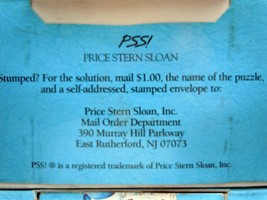 PSS!
PRICE STERN SLOAN
Stumped? For the solution, mail $1.00, the name of the puzzle,
and a self-addressed, stamped envelope to:
Price Stern Sloan, Inc.
Mail Order Department
390 Murray Hill Parkway
East Rutherford, NJ 07073
PSS! ® is a registered trademark of Price Stern Sloan, Inc.